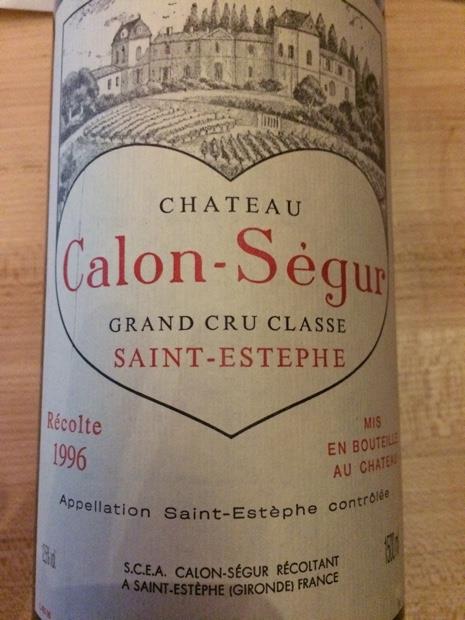 CHATEAU
Calon-Ségur
GRAND CRU CLASSE
SAINT-ESTEPHE
Récolte
1996
MIS
EN BOUTEILLE
AU CHATEAU
Appellation Saint-Estèphe contrôlée
S.C.E.A. CALON-SÉGUR RÉCOLTANT
A SAINT-ESTÈPHE (GIRONDE) FRANCE